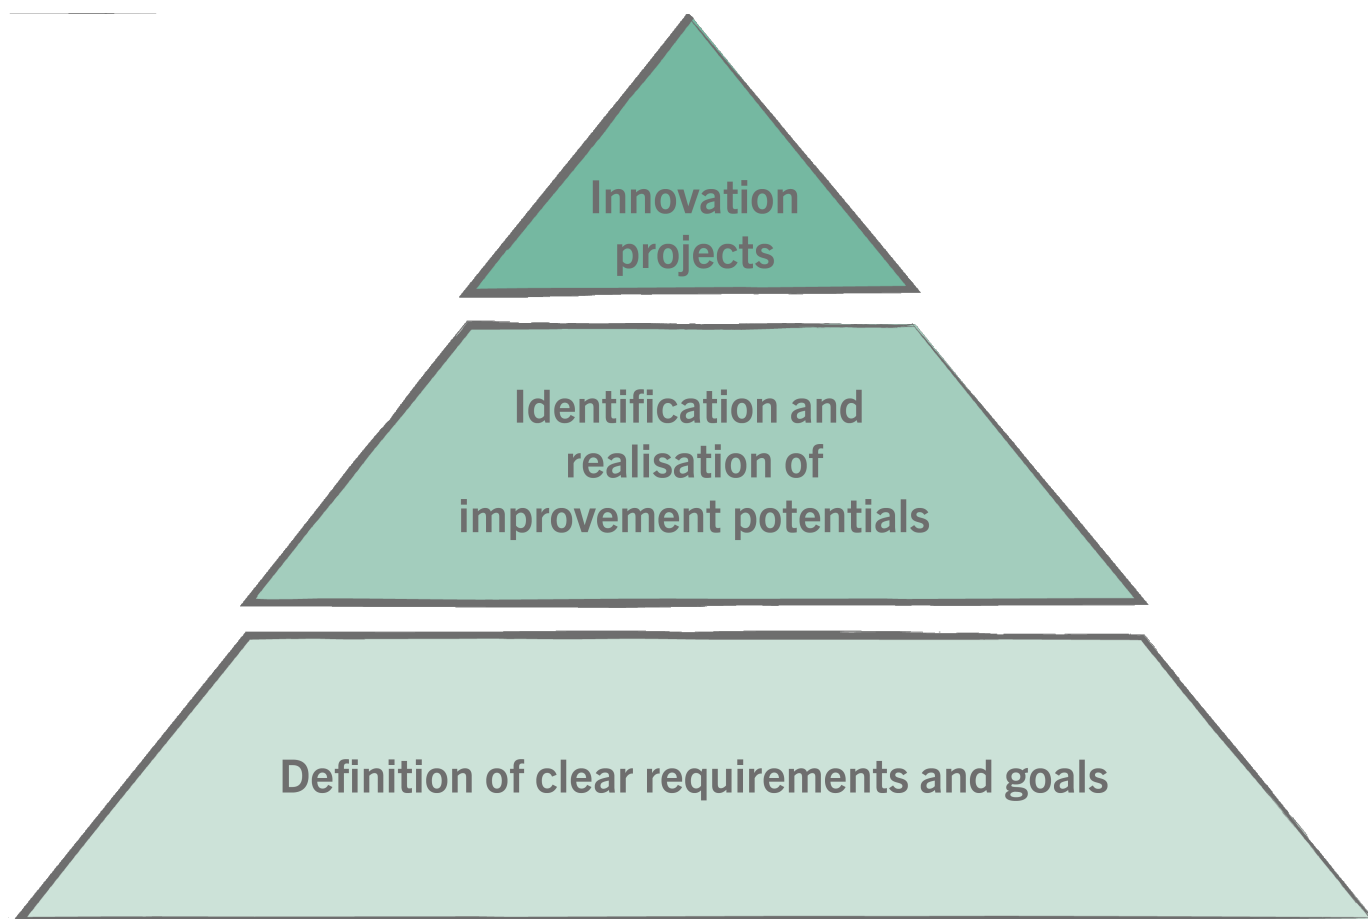 Innovation
projects
Identification and
realisation of
improvement potentials
Definition of clear requirements and goals